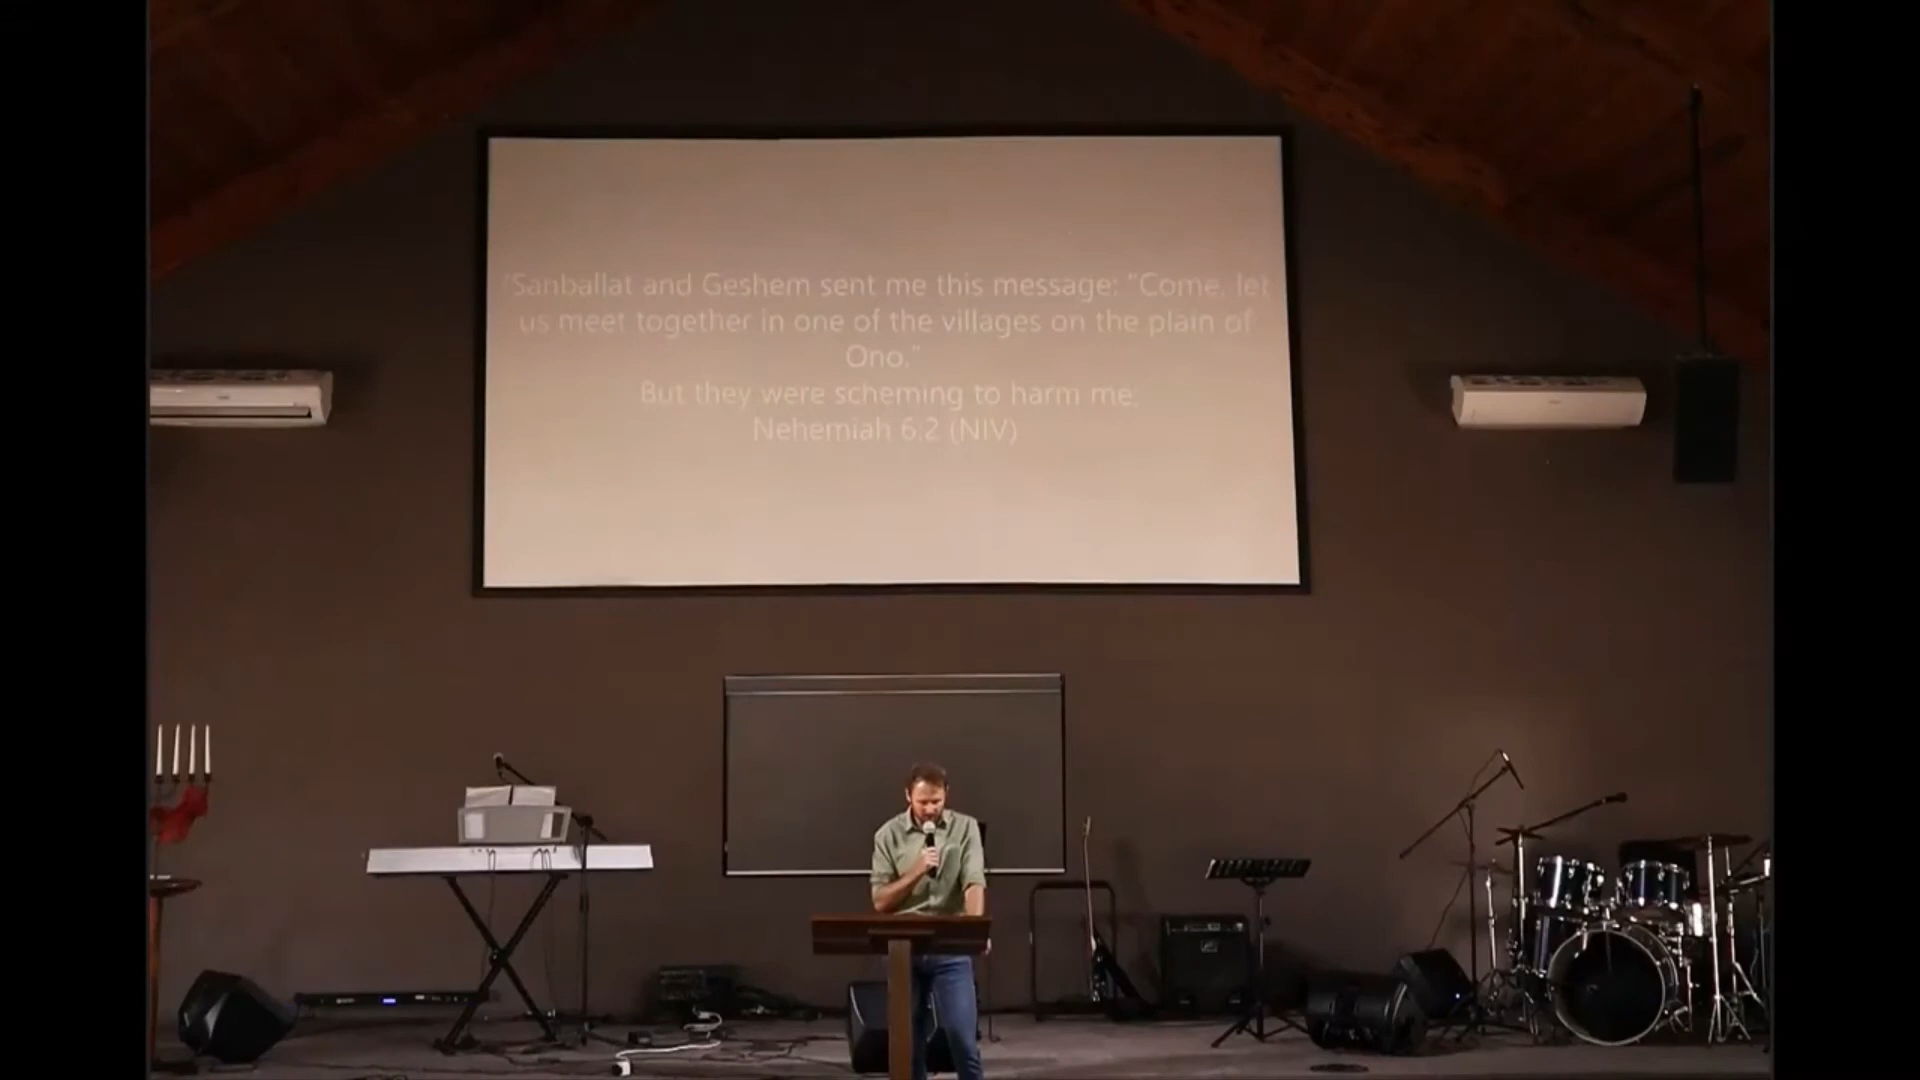 ‘Sanballat and Geshem sent me this message: “Come, let
us meet together in one of the villages on the plain of
Ono.”
But they were scheming to harm me;
Nehemiah 6:2 (NIV)